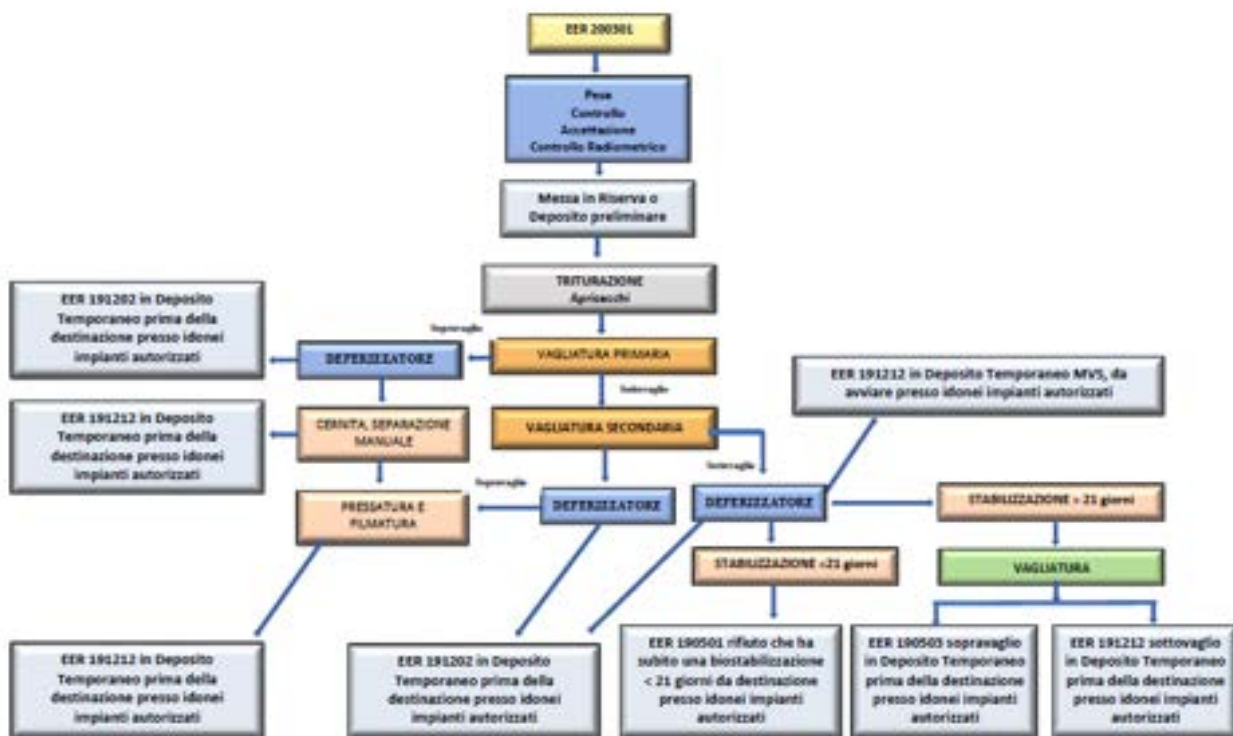 EER 200301
Pesa
Controllo
Accettazione
Controllo Radiometrico
Messa in Riserva o
Deposito preliminare
TRITURAZIONE
Aprisacchi
Sopravaglio
VAGLIATURA PRIMARIA
DEFERIZZATORE
EER 191202 in Deposito
Temporaneo prima della
destinazione presso idonei
impianti autorizzati
Sottovaglio
EER 191212 in Deposito Temporaneo MVS, da
avviare presso idonei impianti autorizzati
EER 191212 in Deposito
Temporaneo prima della
destinazione presso idonei
impianti autorizzati
CERNITA, SEPARAZIONE
MANUALE
VAGLIATURA SECONDARIA
Sottovaglio
Sopravaglio
PRESSATURA E
FILMATURA
DEFERIZZATORE
DEFERIZZATORE
STABILIZZAZIONE 21 giorni
STABILIZZAZIONE <21 giorni
VAGLIATURA
EER 191212 in Deposito
Temporaneo prima della
destinazione presso idonei
impianti autorizzati
EER 191202 in Deposito
Temporaneo prima della
destinazione presso idonei
impianti autorizzati
EER 190501 rifiuto che ha
subito una biostabilizzazione
< 21 giorni da destinazione
presso idonei impianti
autorizzati
EER 190503 sopravaglio
in Deposito Temporaneo
prima della destinazione
presso idonei impianti
autorizzati
EER 191212 sottovaglio
in Deposito Temporaneo
prima della destinazione
presso idonei impianti
autorizzati